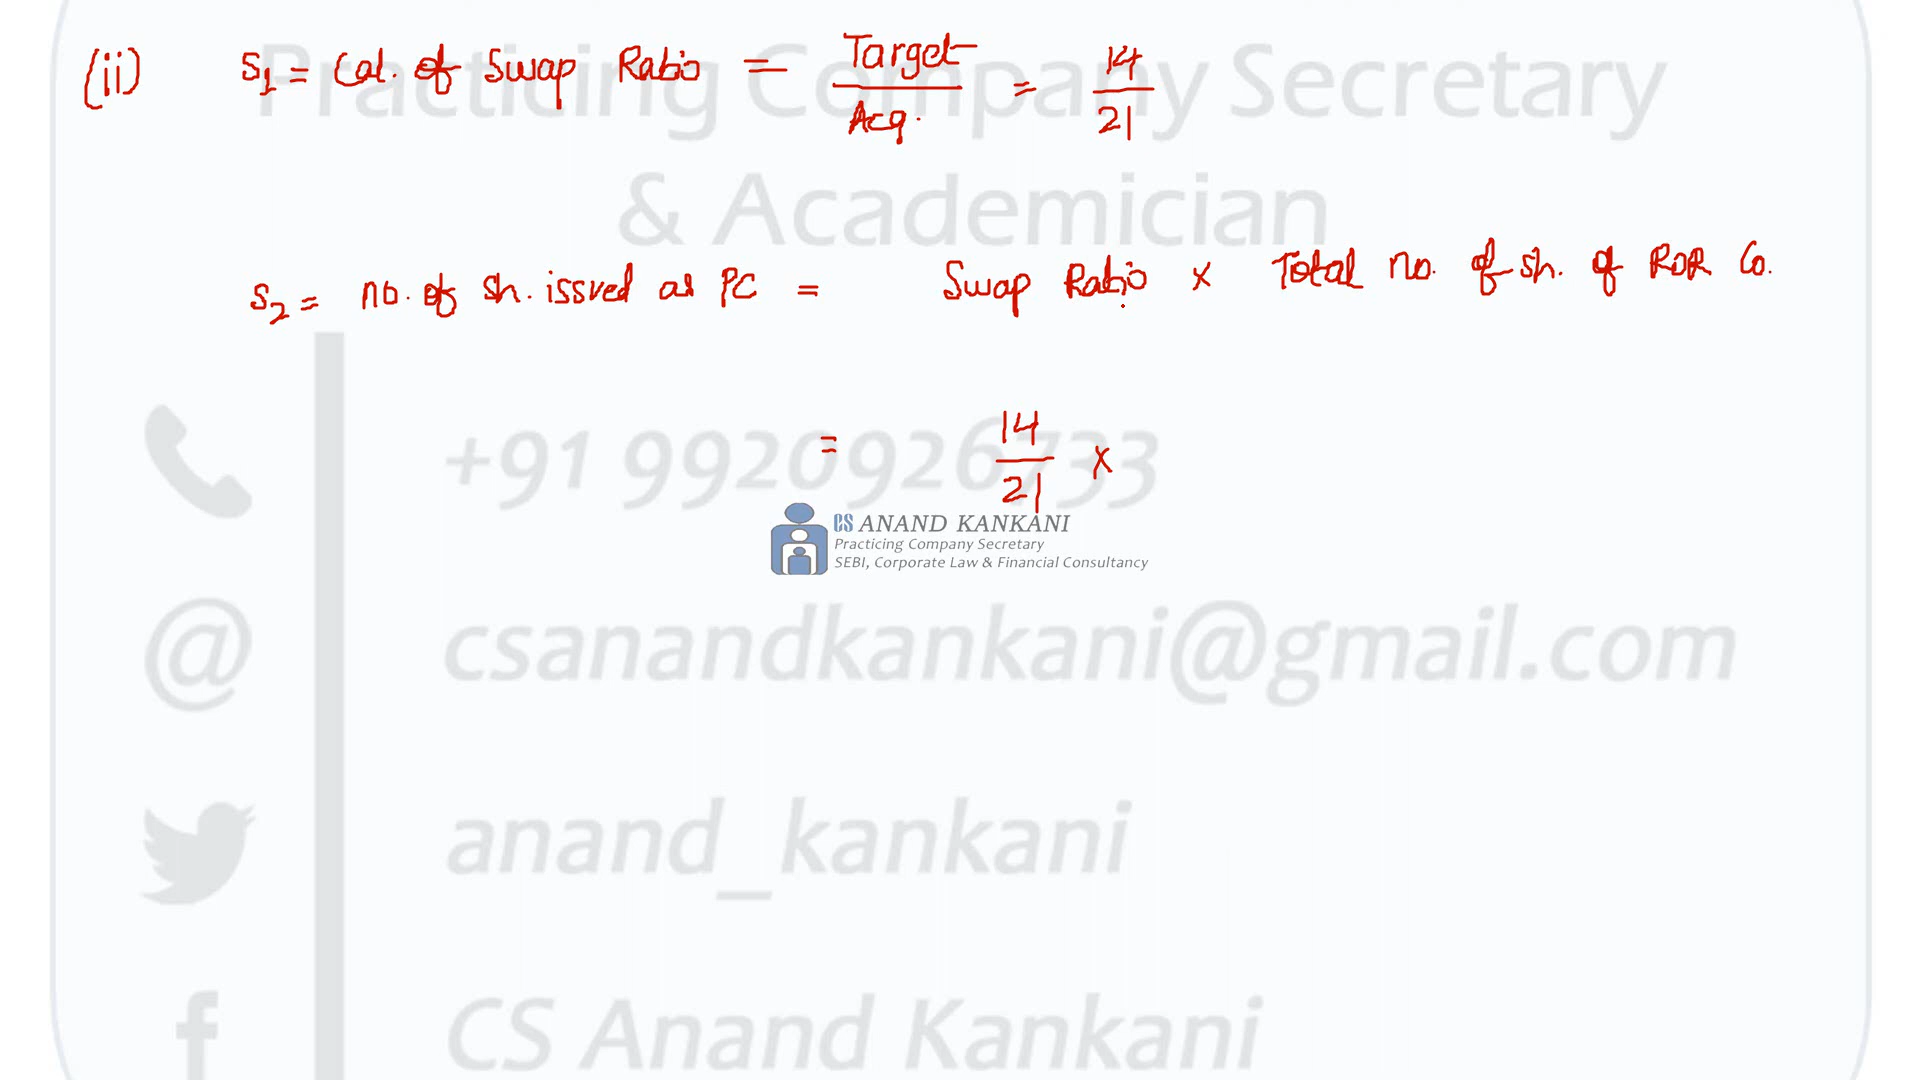 (ii) S1 = Cal. of Swap Ratio = Target / Acq. = 14 / 21
Practicing Company Secretary
& Academician
S2 = no. of sh. issued as PC = Swap Ratio x Total no. of sh. of ROR Co.
= 14 / 21 x
+91 9920926733
CS ANAND KANKANI
Practicing Company Secretary
SEBI, Corporate Law & Financial Consultancy
@ csanandkankani@gmail.com
anand_kankani
f CS Anand Kankani